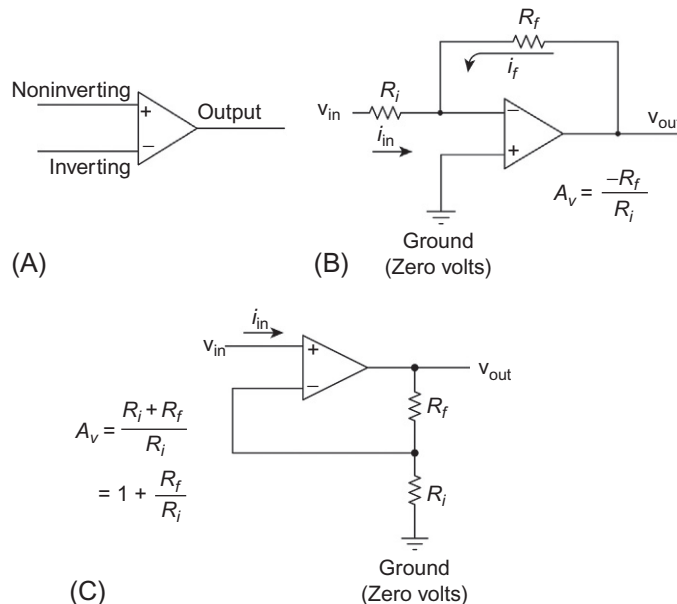 Noninverting
+
Output
−
Inverting
(A)
R_f
i_f
R_i
v_in
i_in
−
+
v_out
A_v = −R_f / R_i
Ground
(Zero volts)
(B)
i_in
v_in
+
−
v_out
R_f
A_v = R_i + R_f / R_i
= 1 + R_f / R_i
R_i
Ground
(Zero volts)
(C)